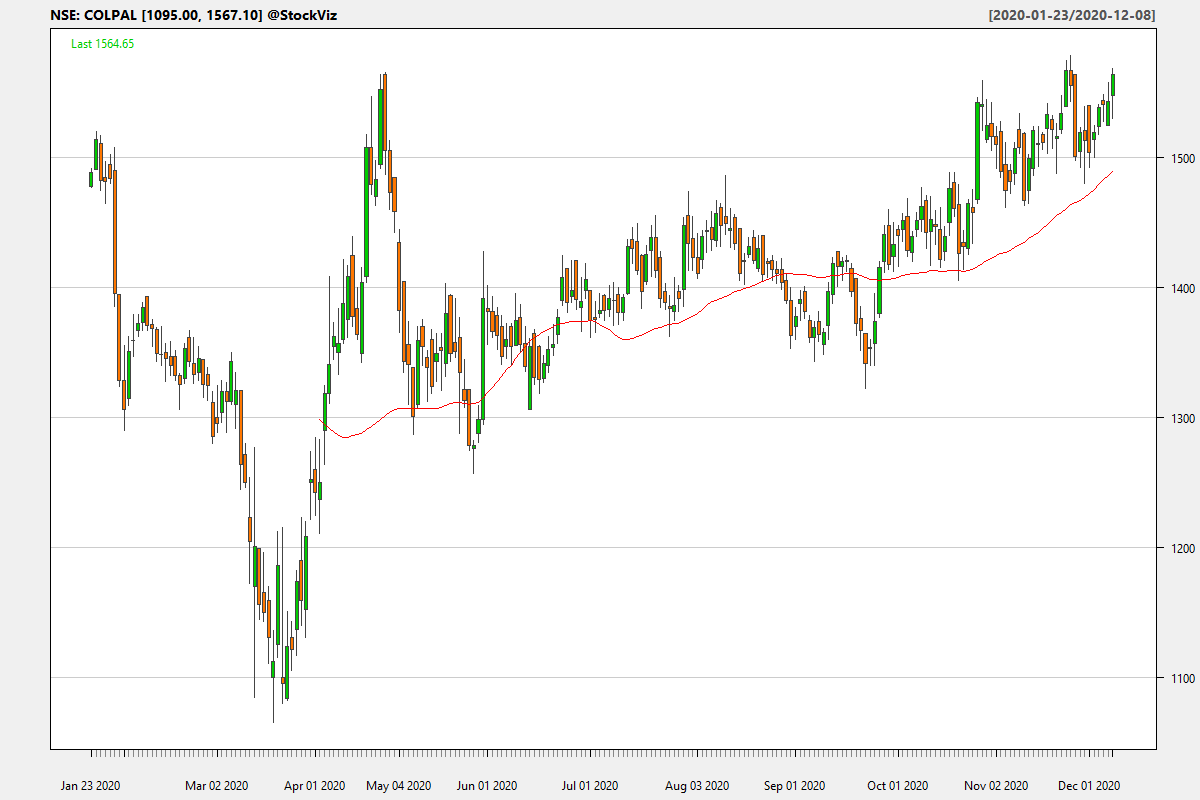 NSE: COLPAL [1095.00, 1567.10] @StockViz
[2020-01-23/2020-12-08]
Last 1564.65
1500
1400
1300
1200
1100
Jan 23 2020
Mar 02 2020
Apr 01 2020
May 04 2020
Jun 01 2020
Jul 01 2020
Aug 03 2020
Sep 01 2020
Oct 01 2020
Nov 02 2020
Dec 01 2020